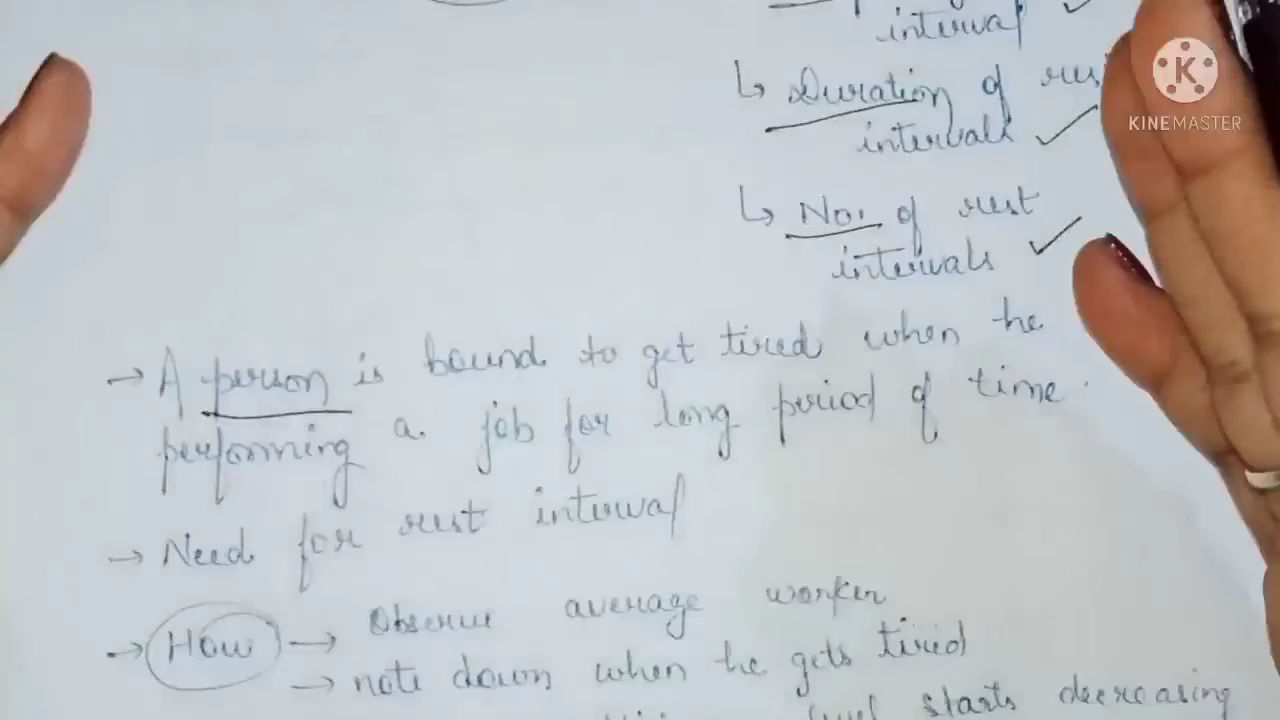 interval ✓
↳ Duration of
intervals ✓
↳ No. of rest
intervals ✓
→ A person is bound to get tired when he
performing a job for long period of time.
→ Need for rest interval
→ How → Observe average worker
→ note down when he gets tired
level starts decreasing
K
KINEMASTER